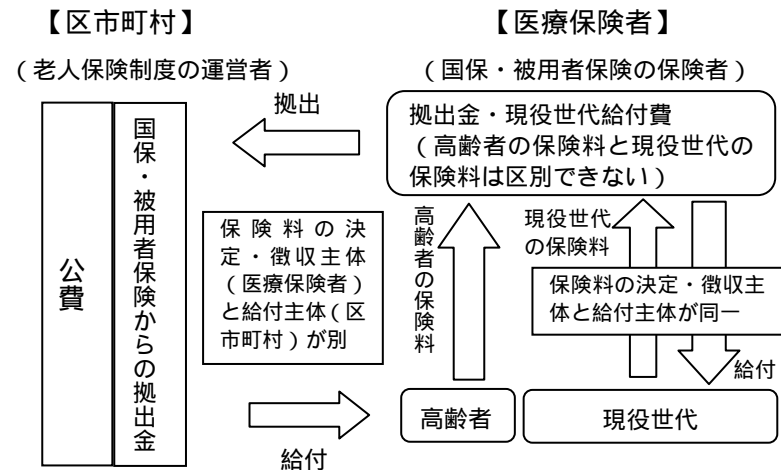 【区市町村】
【医療保険者】
(老人保険制度の運営者)
(国保・被用者保険の保険者)
公費
国保・被用者保険からの拠出金
拠出
拠出金・現役世代給付費
(高齢者の保険料と現役世代の
保険料は区別できない)
保険料の決
定・徴収主体
(医療保険者)
と給付主体(区
市町村)が別
高齢者の保険料
現役世代
の保険料
保険料の決定・徴収主
体と給付主体が同一
給付
高齢者
現役世代
給付